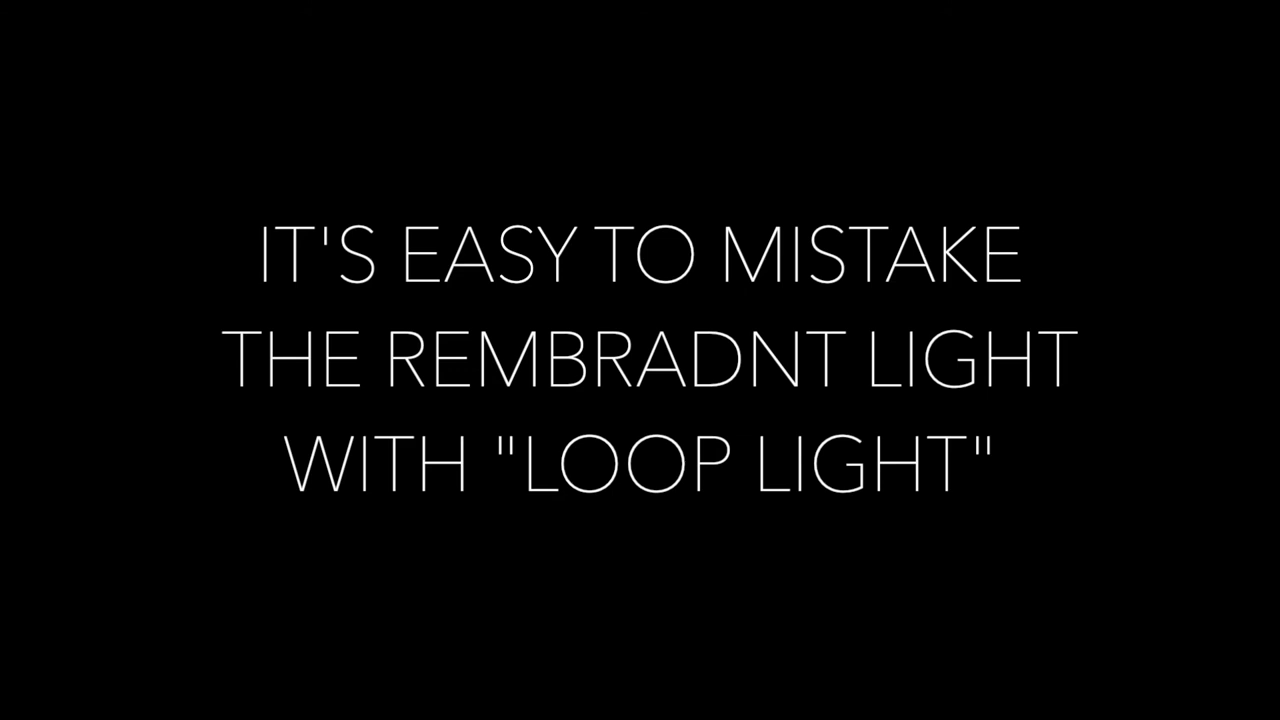 IT'S EASY TO MISTAKE
THE REMBRADNT LIGHT
WITH "LOOP LIGHT"